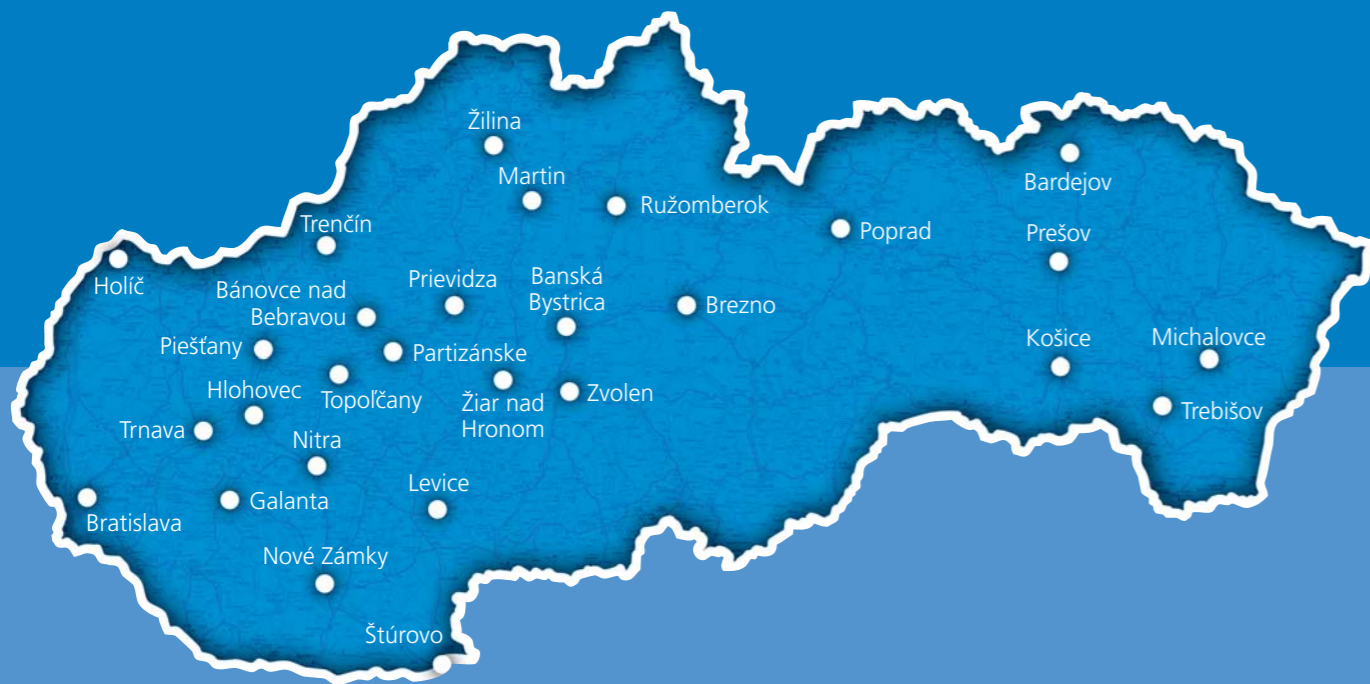 Žilina
Martin
Bardejov
Ružomberok
Trenčín
Poprad
Prešov
Holíč
Bánovce nad
Bebravou
Prievidza
Banská
Bystrica
Brezno
Piešťany
Partizánske
Košice
Michalovce
Hlohovec
Topoľčany
Žiar nad
Hronom
Zvolen
Trebišov
Trnava
Nitra
Levice
Galanta
Bratislava
Nové Zámky
Štúrovo